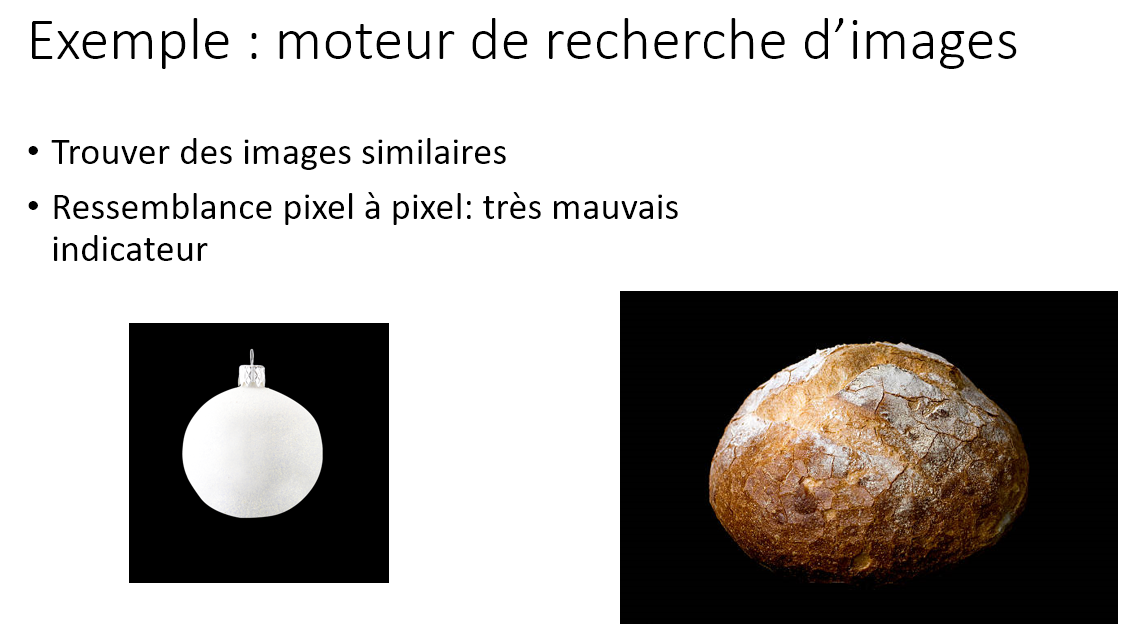 Exemple : moteur de recherche d’images
• Trouver des images similaires
• Ressemblance pixel à pixel: très mauvais
indicateur